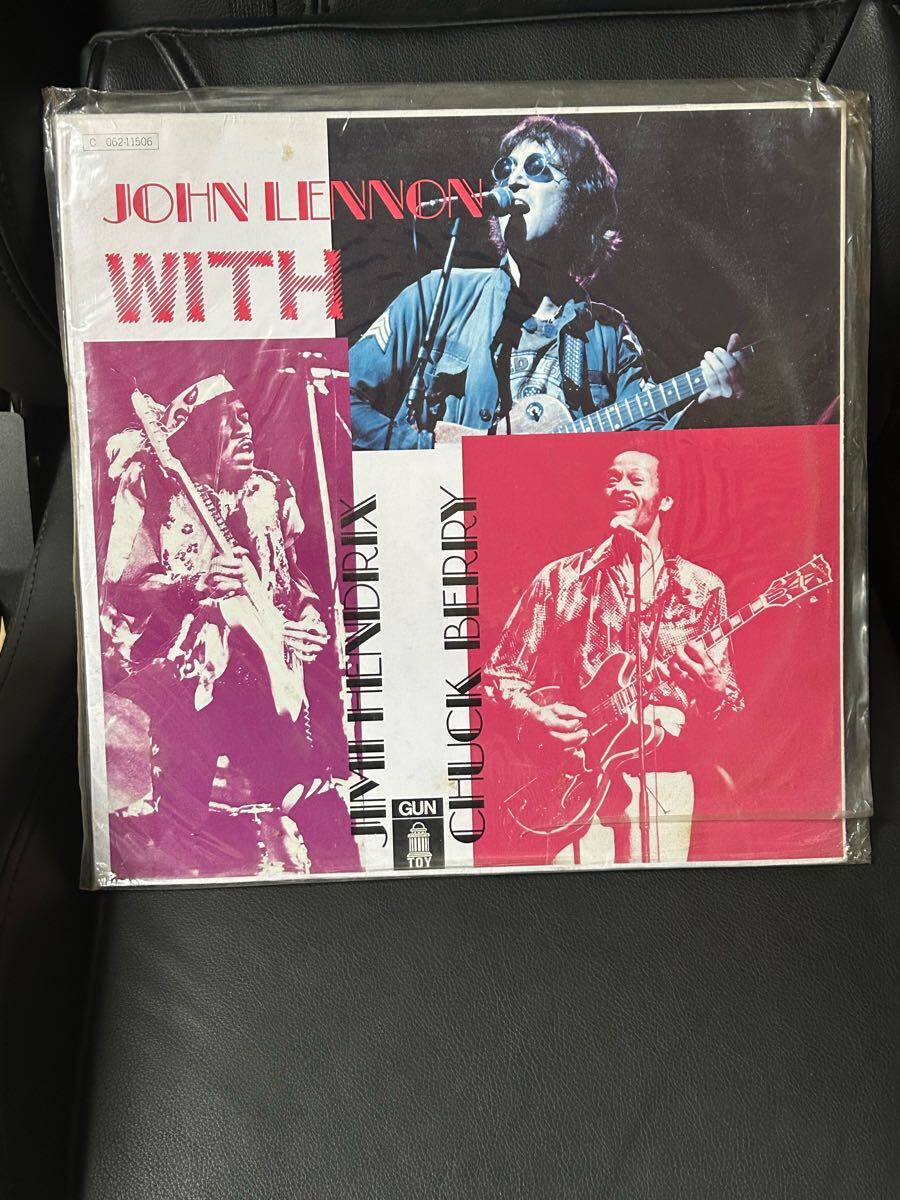 C 062-11506
JOHN LENNON
WITH
JIMI HENDRIX
CHUCK BERRY
GUN
TOY